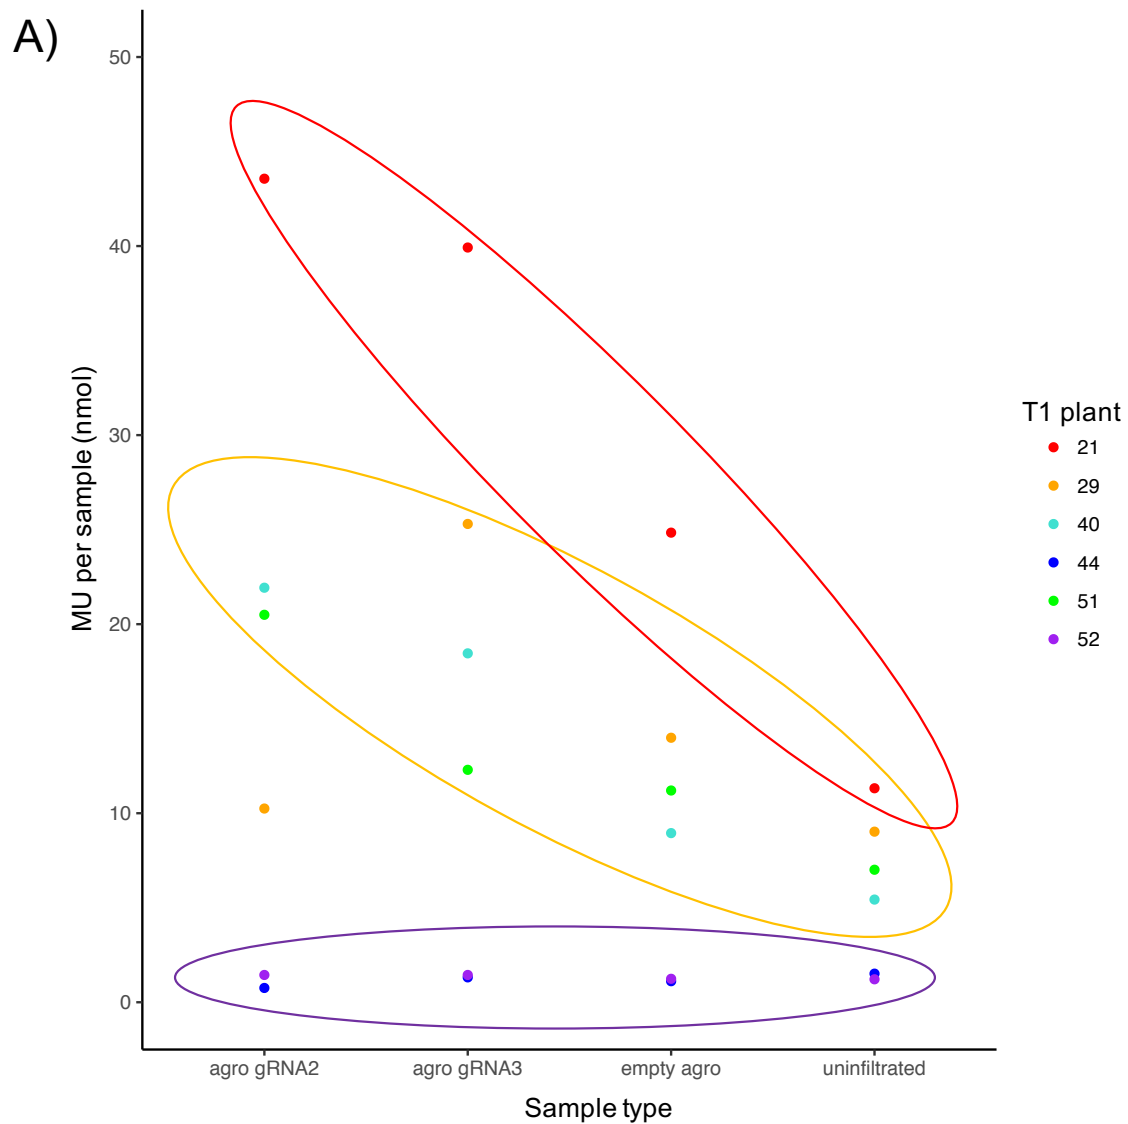 A)
50
40
30
20
10
0
MU per sample (nmol)
agro gRNA2
agro gRNA3
empty agro
uninfiltrated
Sample type
T1 plant
21
29
40
44
51
52